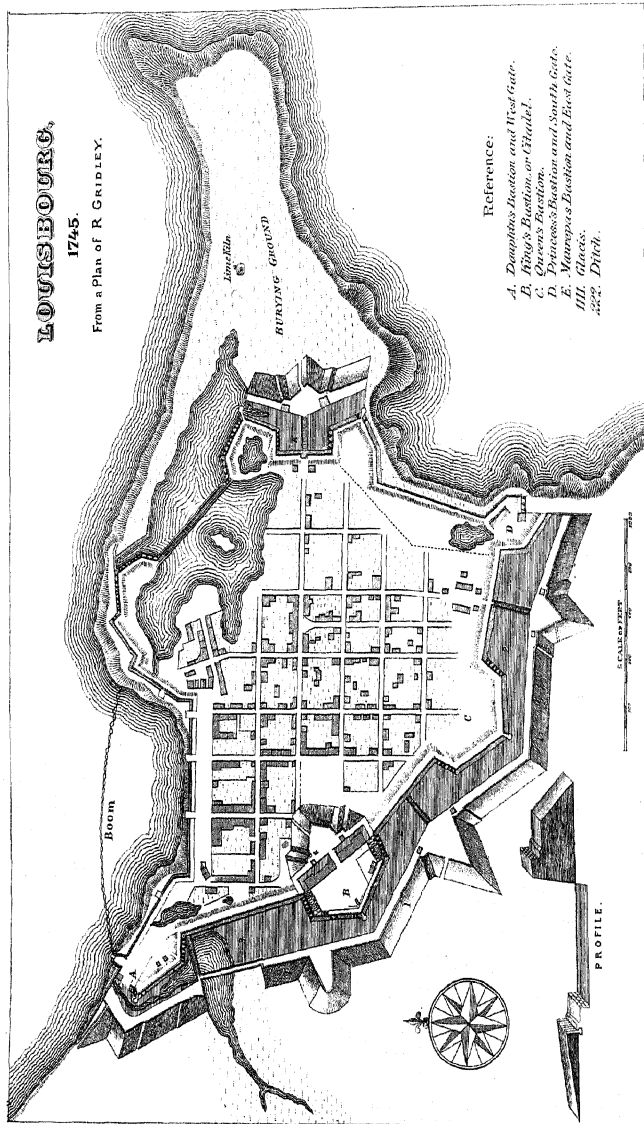 LOUISBOURG,
1745.
From a Plan of R GRIDLEY.
Reference:
A. Dauphin's Bastion and West Gate.
B. King's Bastion, or Citadel.
C. Queen's Bastion.
D. Princess's Bastion and South Gate.
E. Maurepas Bastion and East Gate.
1111. Glacis.
222. Ditch.
Lime Kiln
BURYING GROUND
Boom
A
B
C
D
SCALE OF FEET
PROFILE.